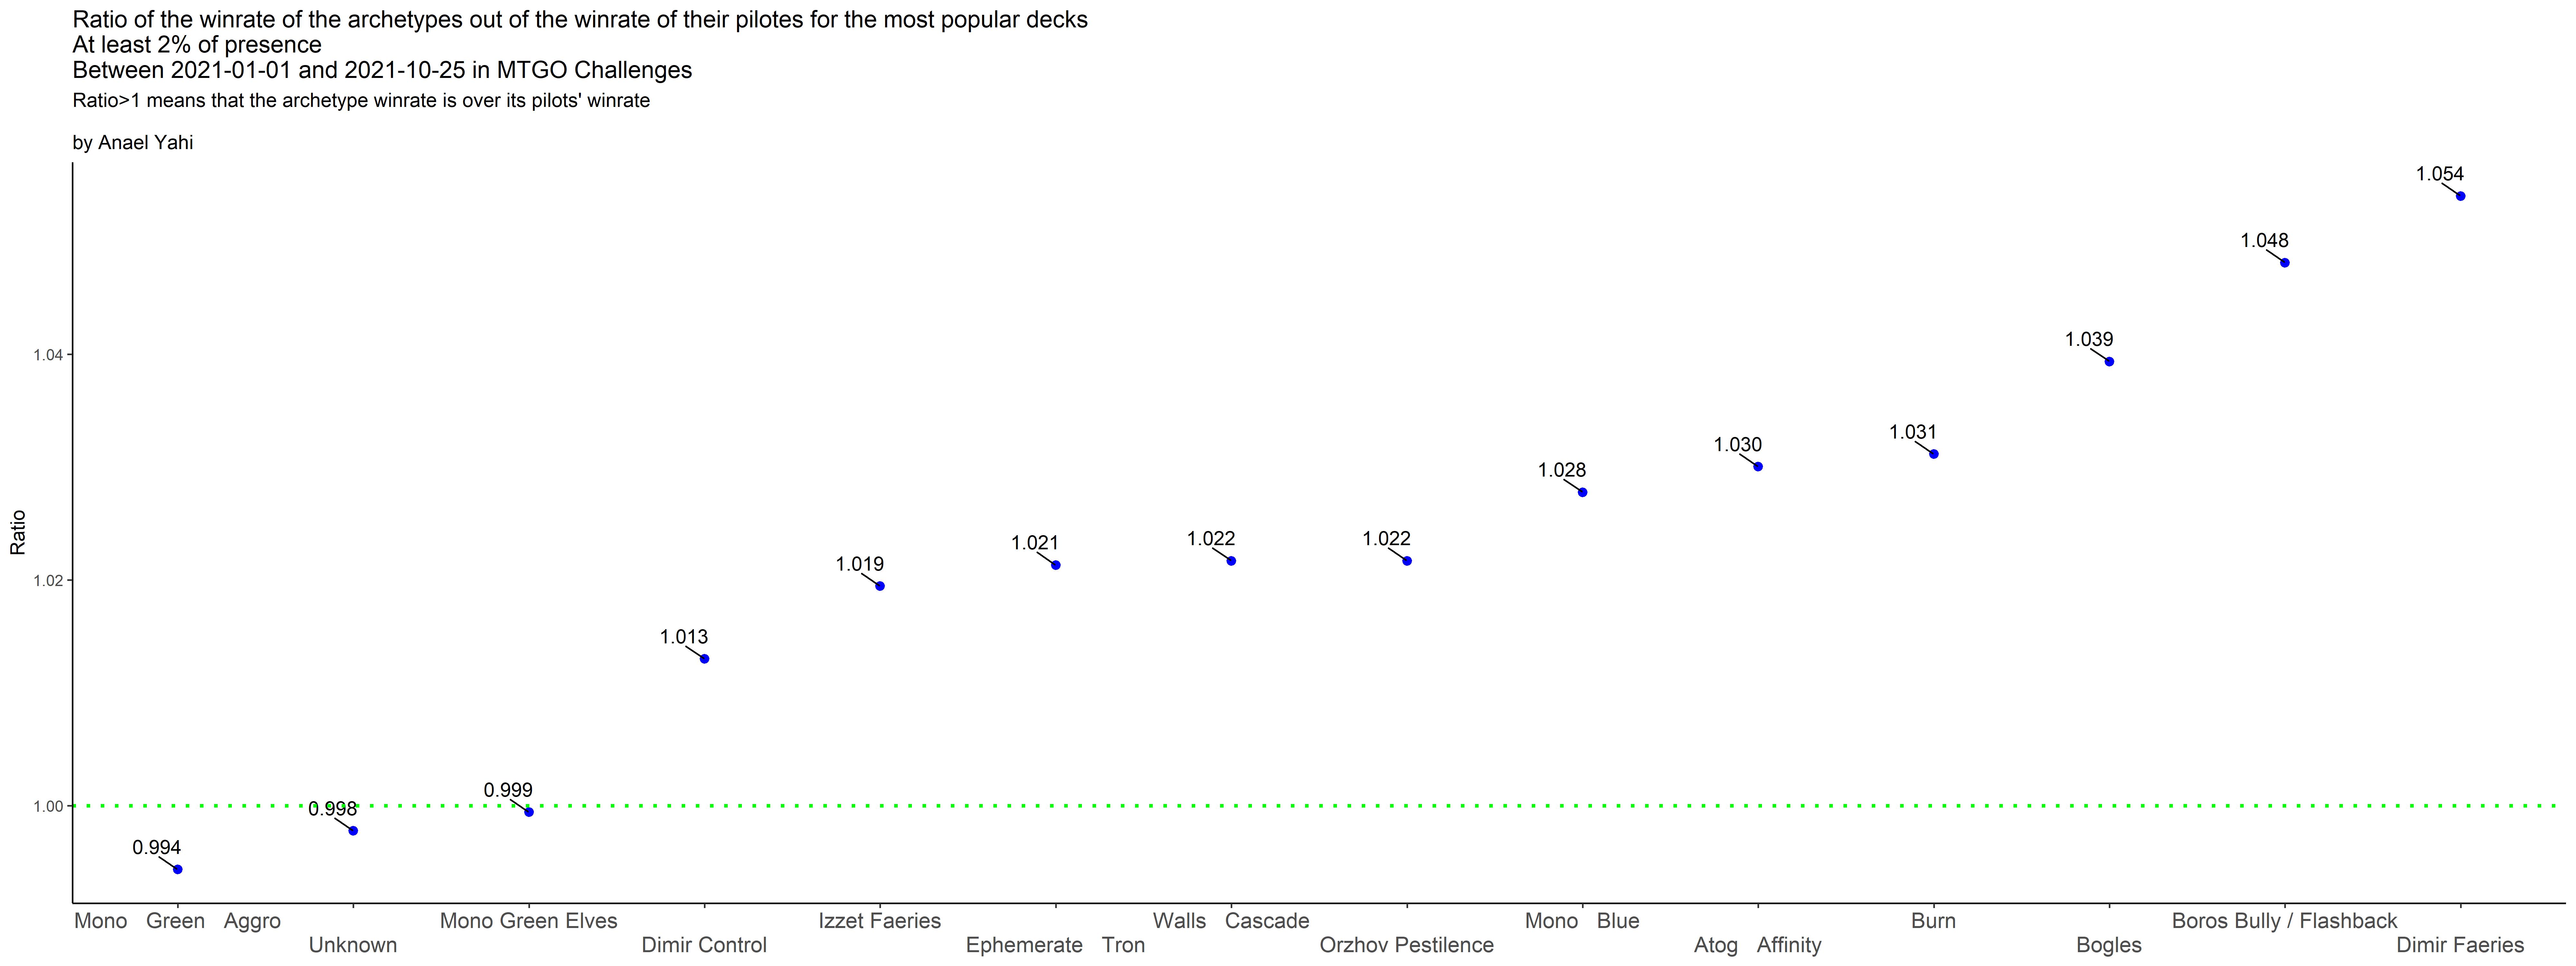 Ratio of the winrate of the archetypes out of the winrate of their pilotes for the most popular decks
At least 2% of presence
Between 2021-01-01 and 2021-10-25 in MTGO Challenges
Ratio>1 means that the archetype winrate is over its pilots' winrate
by Anael Yahi
1.054
1.048
1.039
1.031
1.030
1.028
1.022
1.022
1.021
1.019
1.013
0.999
0.998
0.994
1.04
1.02
1.00
Ratio
Mono Green Aggro
Unknown
Mono Green Elves
Dimir Control
Izzet Faeries
Ephemerate Tron
Walls Cascade
Orzhov Pestilence
Mono Blue
Atog Affinity
Burn
Bogles
Boros Bully / Flashback
Dimir Faeries